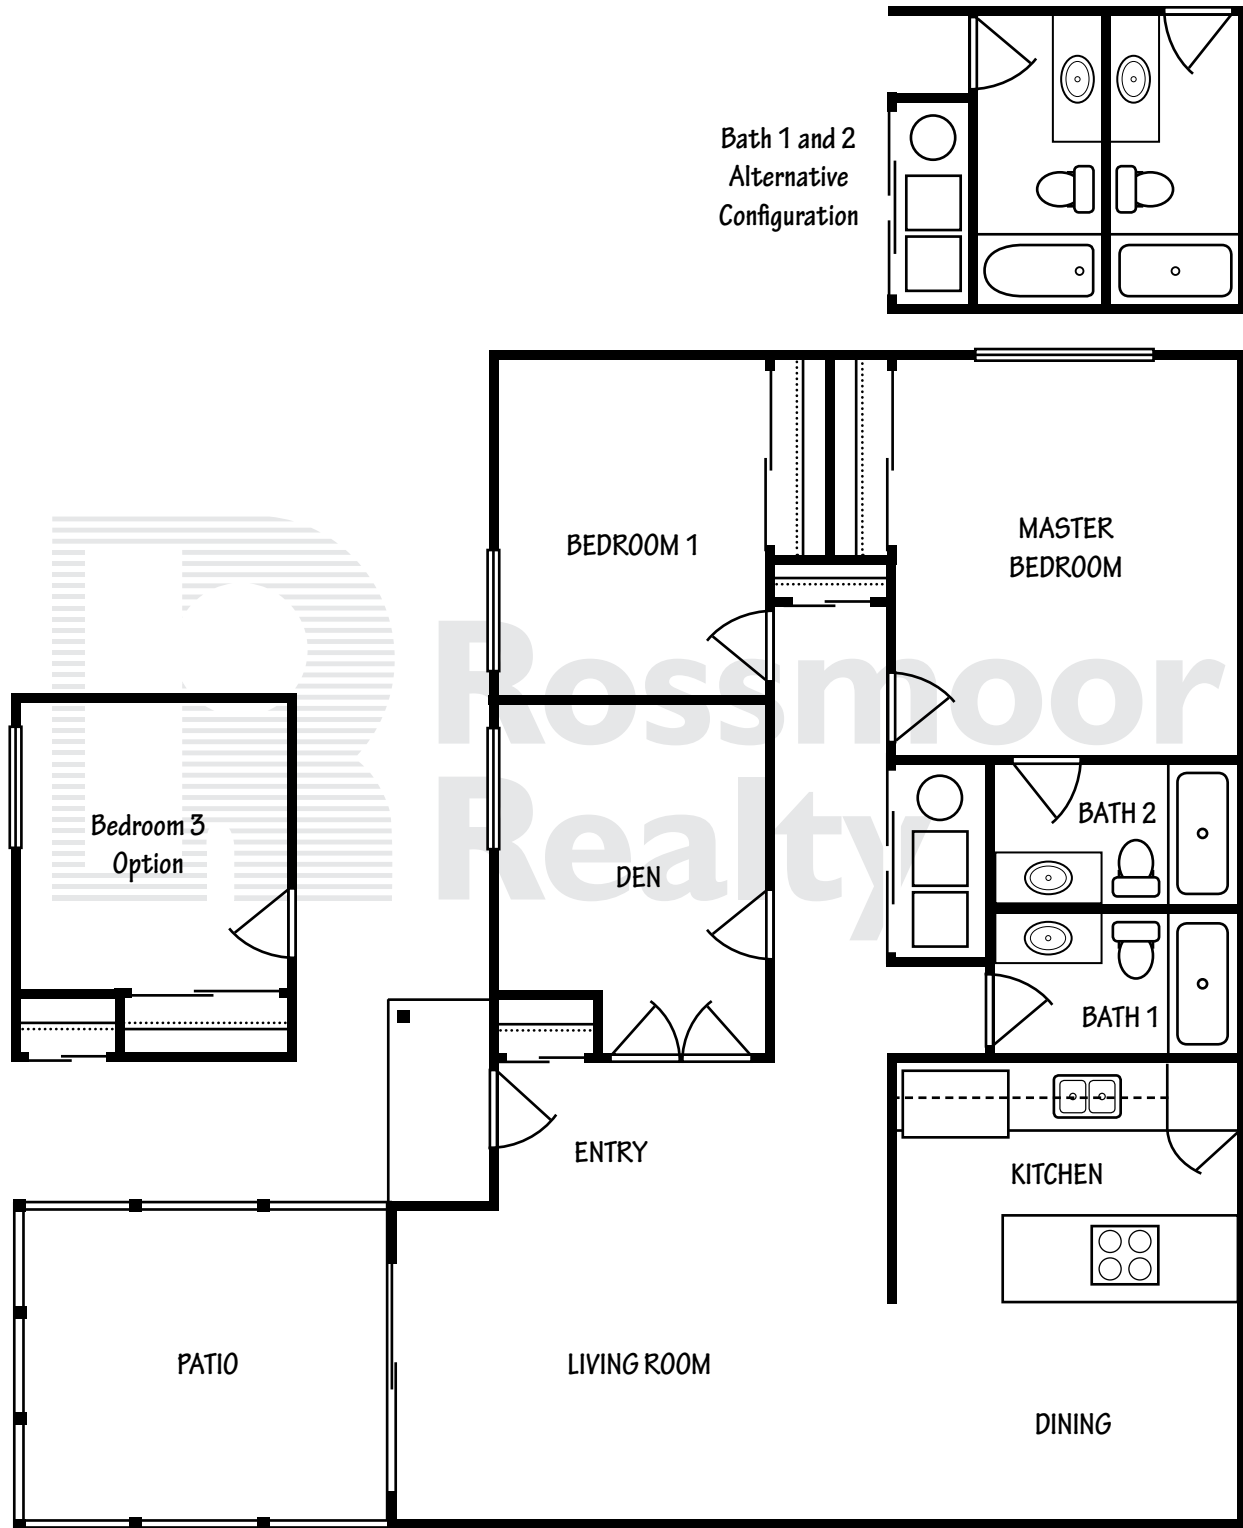 Bath 1 and 2
Alternative
Configuration
BEDROOM 1
MASTER
BEDROOM
Rossmoor
Realty
Bedroom 3
Option
DEN
BATH 2
BATH 1
ENTRY
KITCHEN
PATIO
LIVING ROOM
DINING